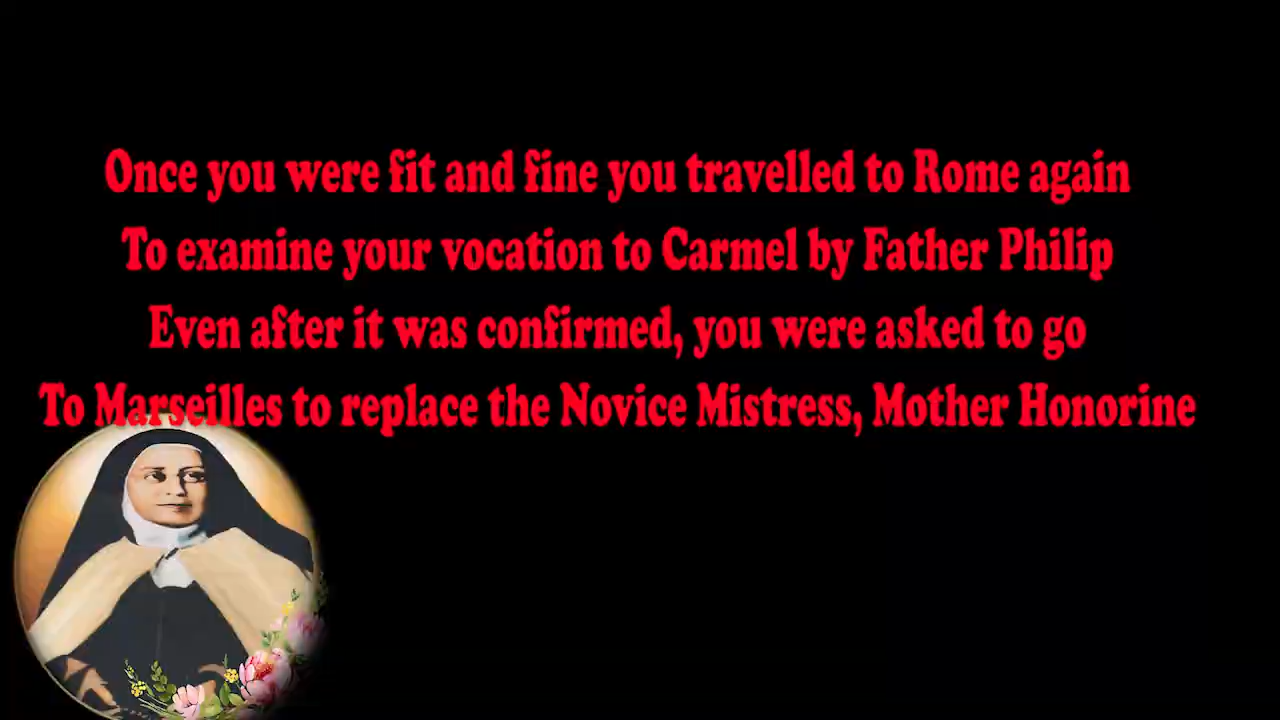 Once you were fit and fine you travelled to Rome again
To examine your vocation to Carmel by Father Philip
Even after it was confirmed, you were asked to go
To Marseilles to replace the Novice Mistress, Mother Honorine